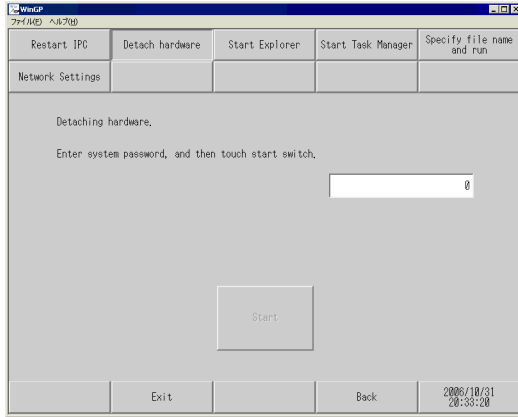 WinGP
ファイル(F) ヘルプ(H)
Restart IPC
Detach hardware
Start Explorer
Start Task Manager
Specify file name
and run
Network Settings
Detaching hardware.
Enter system password, and then touch start switch.
0
Start
Exit
Back
2006/10/31
20:33:20